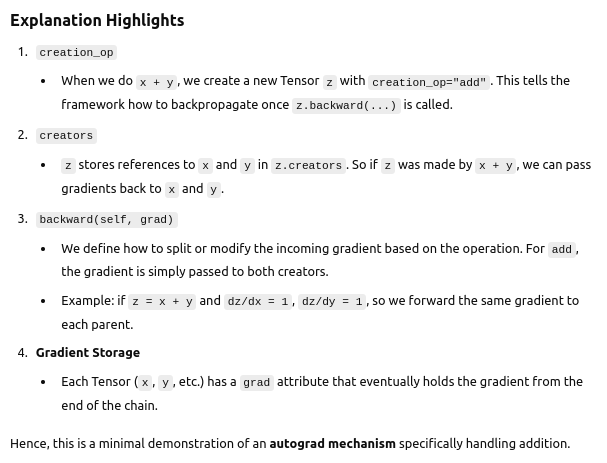 Explanation Highlights
1. creation_op
• When we do x + y, we create a new Tensor z with creation_op="add". This tells the
framework how to backpropagate once z.backward(...) is called.
2. creators
• z stores references to x and y in z.creators. So if z was made by x + y, we can pass
gradients back to x and y.
3. backward(self, grad)
• We define how to split or modify the incoming gradient based on the operation. For add,
the gradient is simply passed to both creators.
• Example: if z = x + y and dz/dx = 1, dz/dy = 1, so we forward the same gradient to
each parent.
4. Gradient Storage
• Each Tensor (x, y, etc.) has a grad attribute that eventually holds the gradient from the
end of the chain.
Hence, this is a minimal demonstration of an autograd mechanism specifically handling addition.